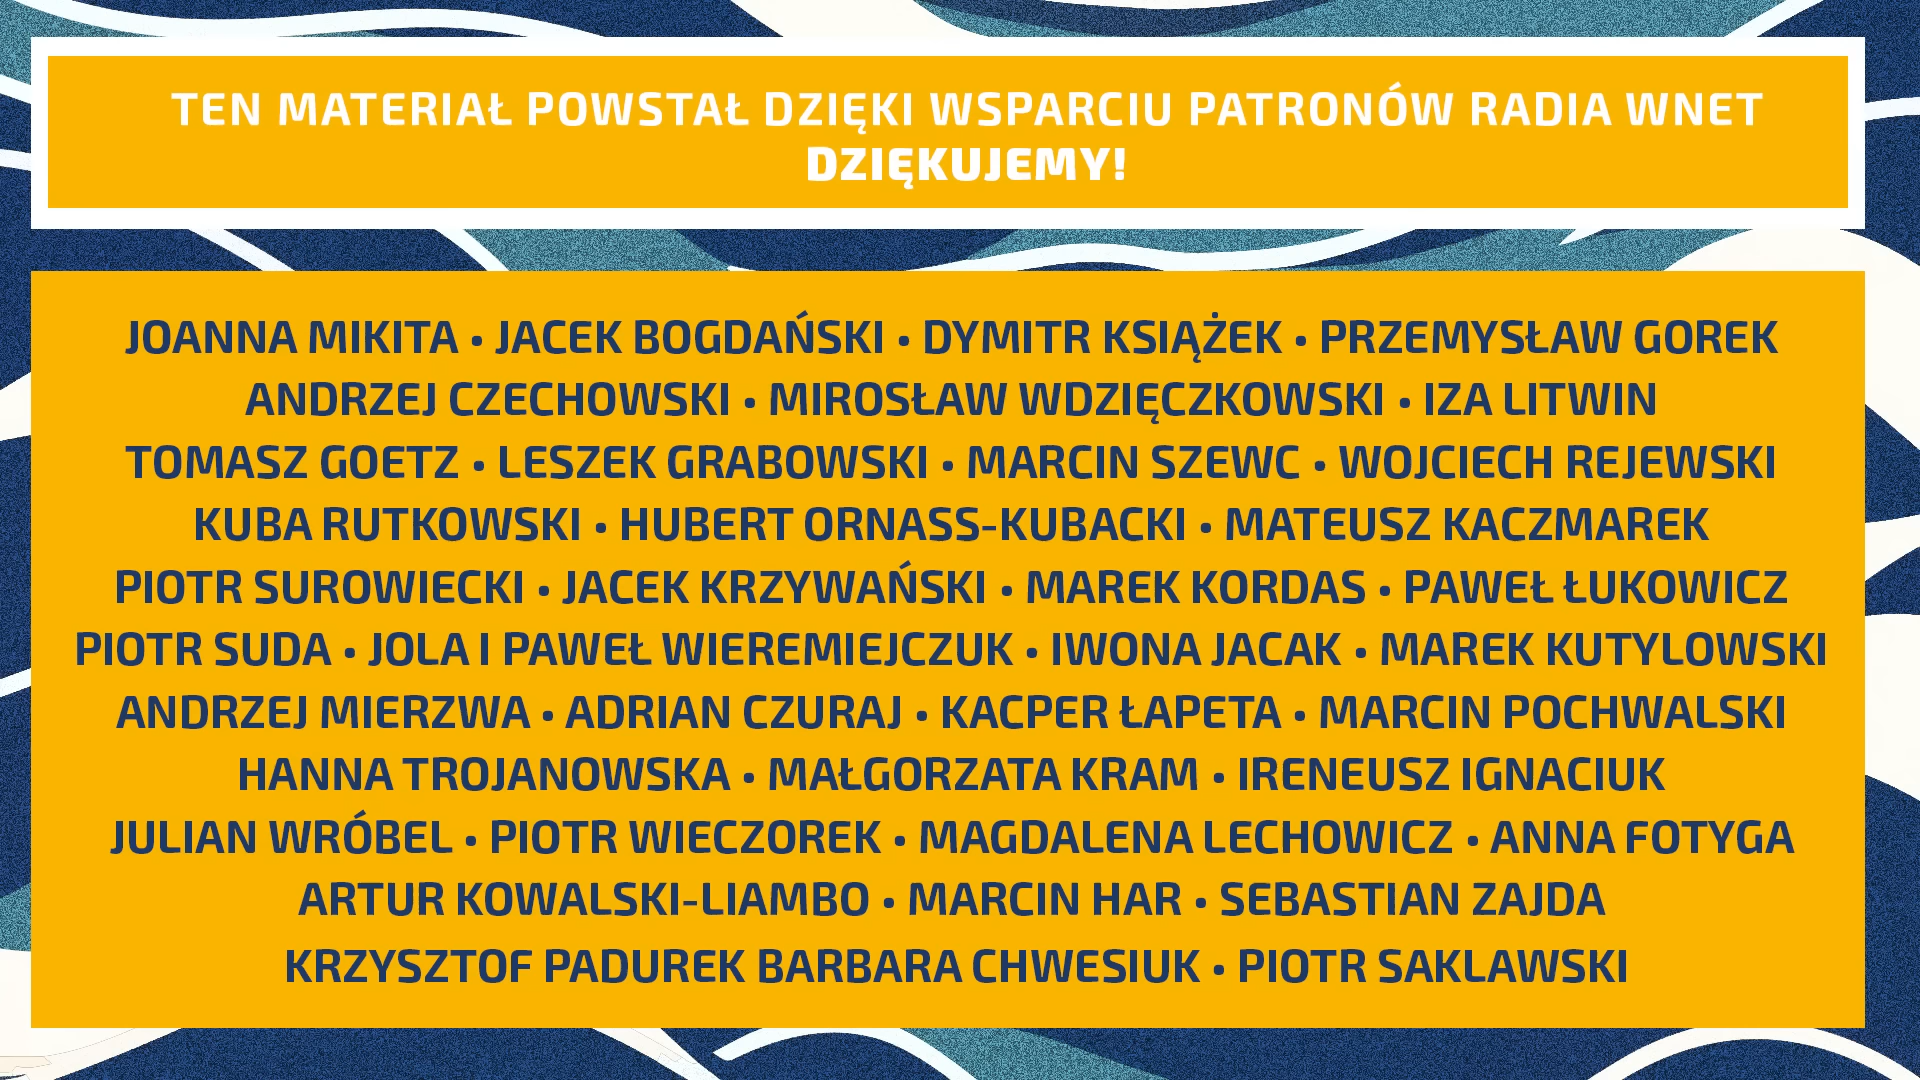 TEN MATERIAŁ POWSTAŁ DZIĘKI WSPARCIU PATRONÓW RADIA WNET
DZIĘKUJEMY!
JOANNA MIKITA • JACEK BOGDAŃSKI • DYMITR KSIĄŻEK • PRZEMYSŁAW GOREK
ANDRZEJ CZECHOWSKI • MIROSŁAW WDZIĘCZKOWSKI • IZA LITWIN
TOMASZ GOETZ • LESZEK GRABOWSKI • MARCIN SZEWC • WOJCIECH REJEWSKI
KUBA RUTKOWSKI • HUBERT ORNASS-KUBACKI • MATEUSZ KACZMAREK
PIOTR SUROWIECKI • JACEK KRZYWAŃSKI • MAREK KORDAS • PAWEŁ ŁUKOWICZ
PIOTR SUDA • JOLA I PAWEŁ WIEREMIEJCZUK • IWONA JACAK • MAREK KUTYLOWSKI
ANDRZEJ MIERZWA • ADRIAN CZURAJ • KACPER ŁAPETA • MARCIN POCHWALSKI
HANNA TROJANOWSKA • MAŁGORZATA KRAM • IRENEUSZ IGNACIUK
JULIAN WRÓBEL • PIOTR WIECZOREK • MAGDALENA LECHOWICZ • ANNA FOTYGA
ARTUR KOWALSKI-LIAMBO • MARCIN HAR • SEBASTIAN ZAJDA
KRZYSZTOF PADUREK BARBARA CHWESIUK • PIOTR SAKLAWSKI